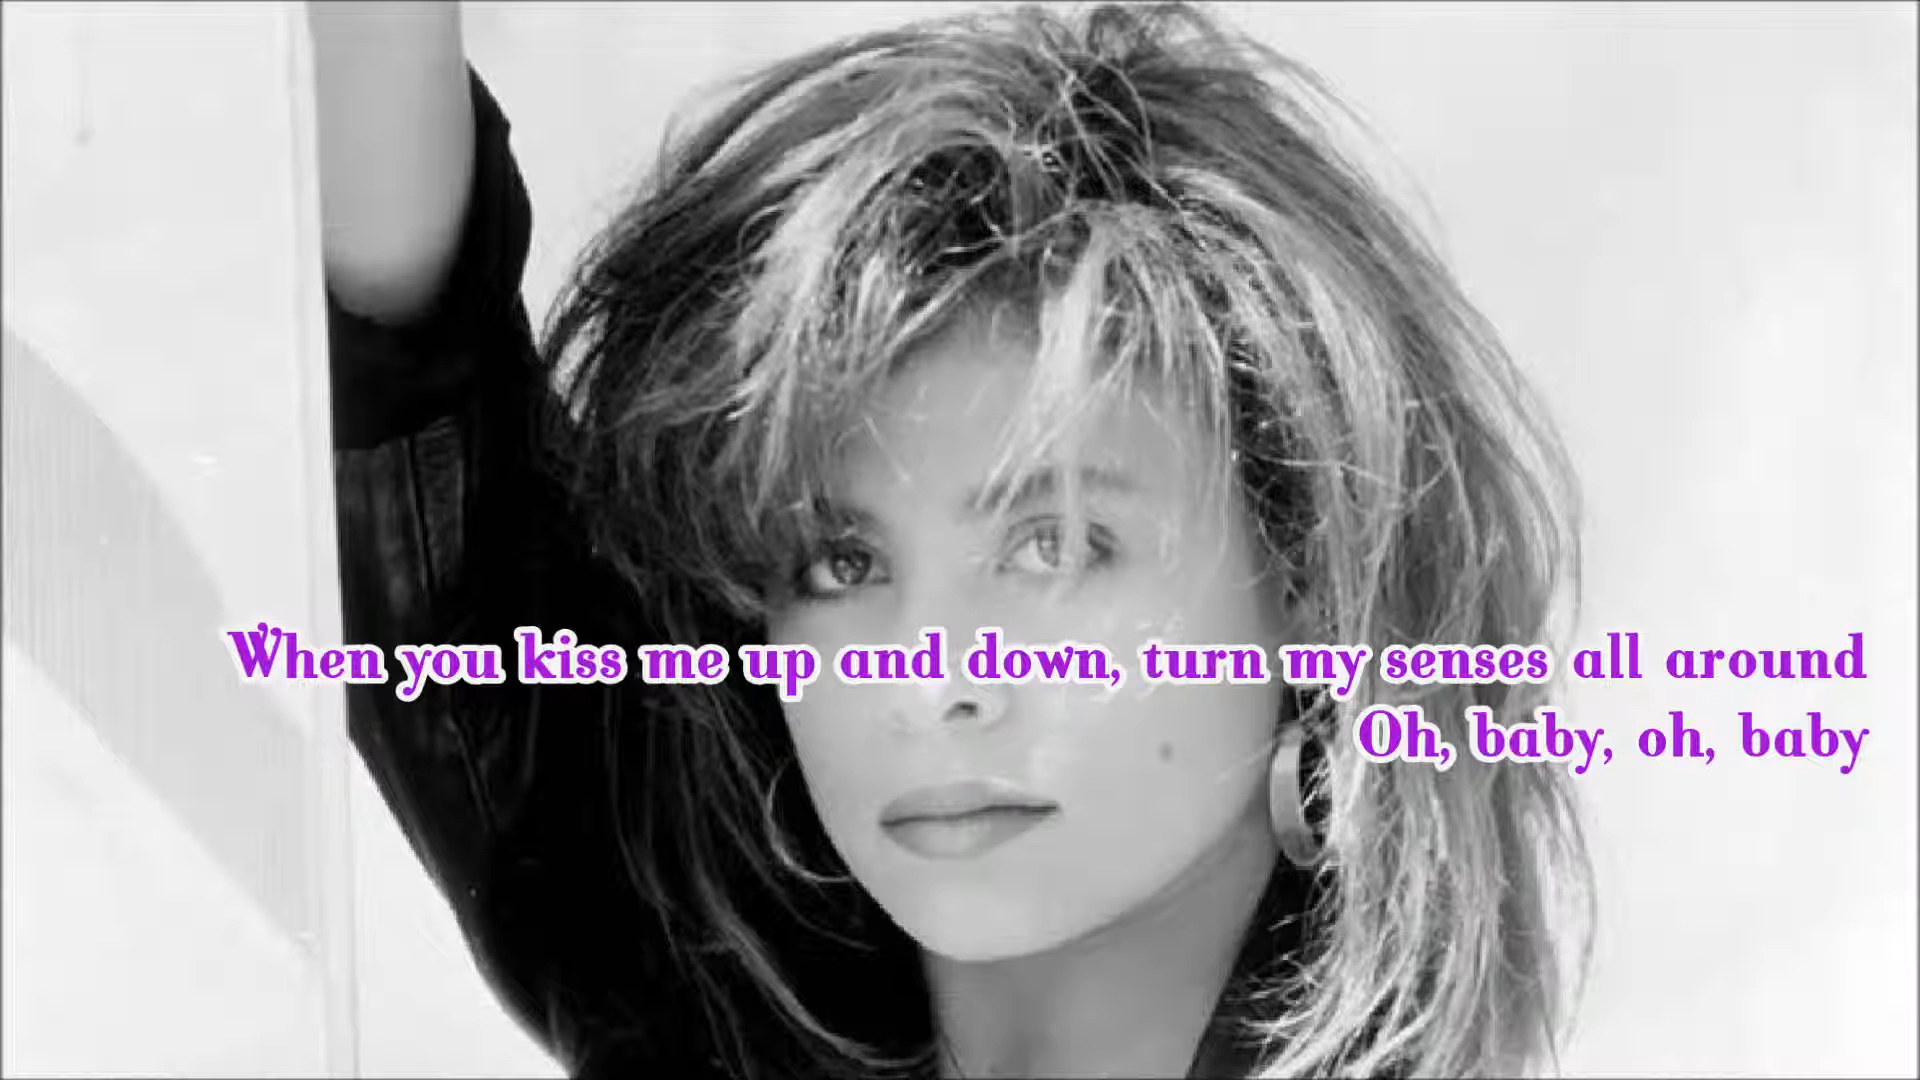 When you kiss me up and down, turn my senses all around
Oh, baby, oh, baby